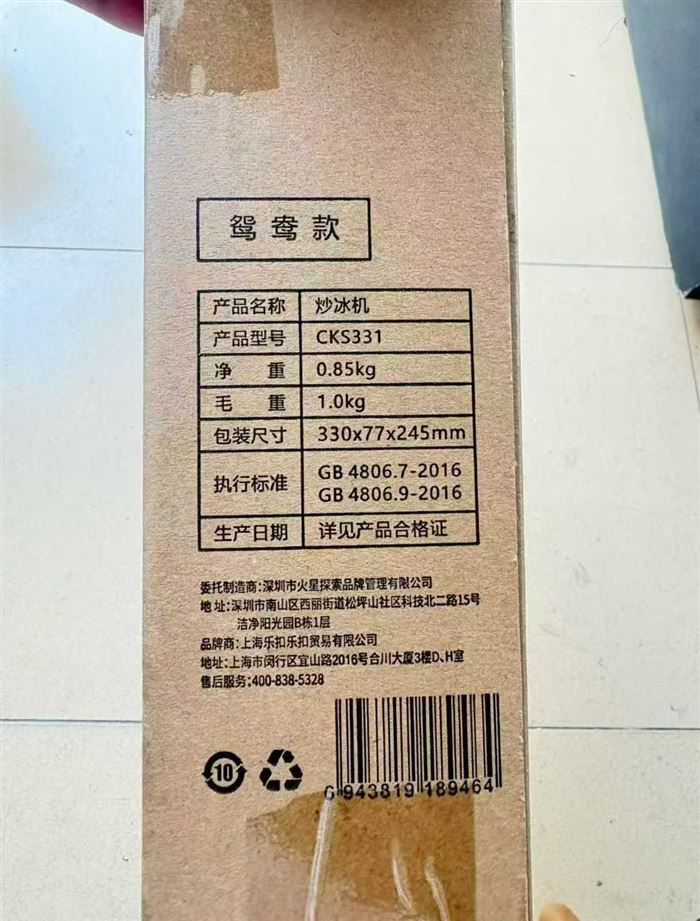 鸳鸯款
产品名称 炒冰机
产品型号 CKS331
净 重 0.85kg
毛 重 1.0kg
包装尺寸 330x77x245mm
执行标准 GB 4806.7-2016
GB 4806.9-2016
生产日期 详见产品合格证
委托制造商:深圳市火星探索品牌管理有限公司
地 址:深圳市南山区西丽街道松坪山社区科技北二路15号
洁净阳光园B栋1层
品牌商:上海乐扣乐扣贸易有限公司
地址:上海市闵行区宜山路2016号合川大厦3楼D、H室
售后服务:400-838-5328
10
6 943819 189464